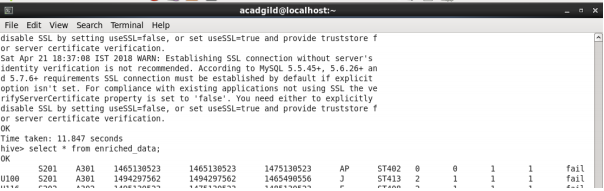 acadgild@localhost:~
File Edit View Search Terminal Help
disable SSL by setting useSSL=false, or set useSSL=true and provide truststore f
or server certificate verification.
Sat Apr 21 18:37:08 IST 2018 WARN: Establishing SSL connection without server's
identity verification is not recommended. According to MySQL 5.5.45+, 5.6.26+ an
d 5.7.6+ requirements SSL connection must be established by default if explicit
option isn't set. For compliance with existing applications not using SSL the ve
rifyServerCertificate property is set to 'false'. You need either to explicitly
disable SSL by setting useSSL=false, or set useSSL=true and provide truststore f
or server certificate verification.
OK
Time taken: 11.847 seconds
hive> select * from enriched_data;
OK
S201 A301 1465130523 1465130523 1475130523 AP ST402 0 0 1 1 fail
U100 S201 A301 1494297562 1494297562 1465490556 J ST413 2 1 1 1 fail